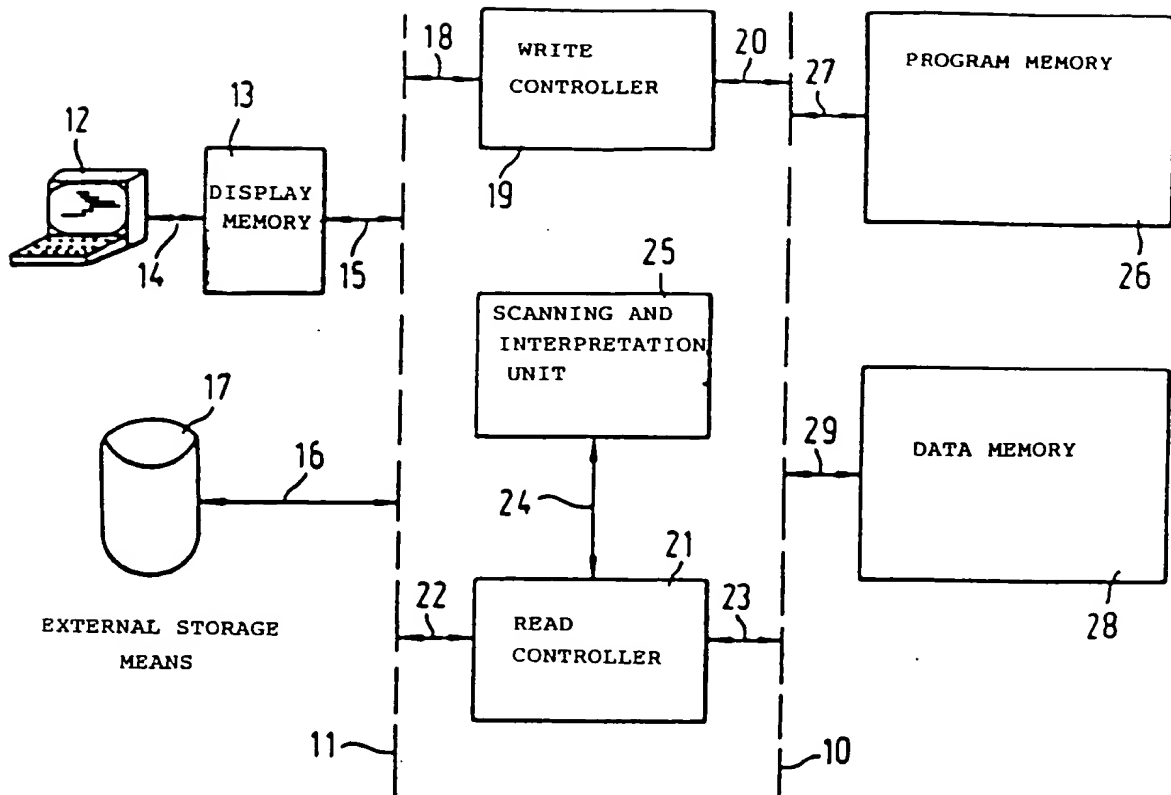 18
WRITE
CONTROLLER
19
20
27
PROGRAM MEMORY
26
12
13
DISPLAY
MEMORY
14
15
25
SCANNING AND
INTERPRETATION
UNIT
24
17
16
EXTERNAL STORAGE
MEANS
29
DATA MEMORY
28
21
22
READ
CONTROLLER
23
11
10